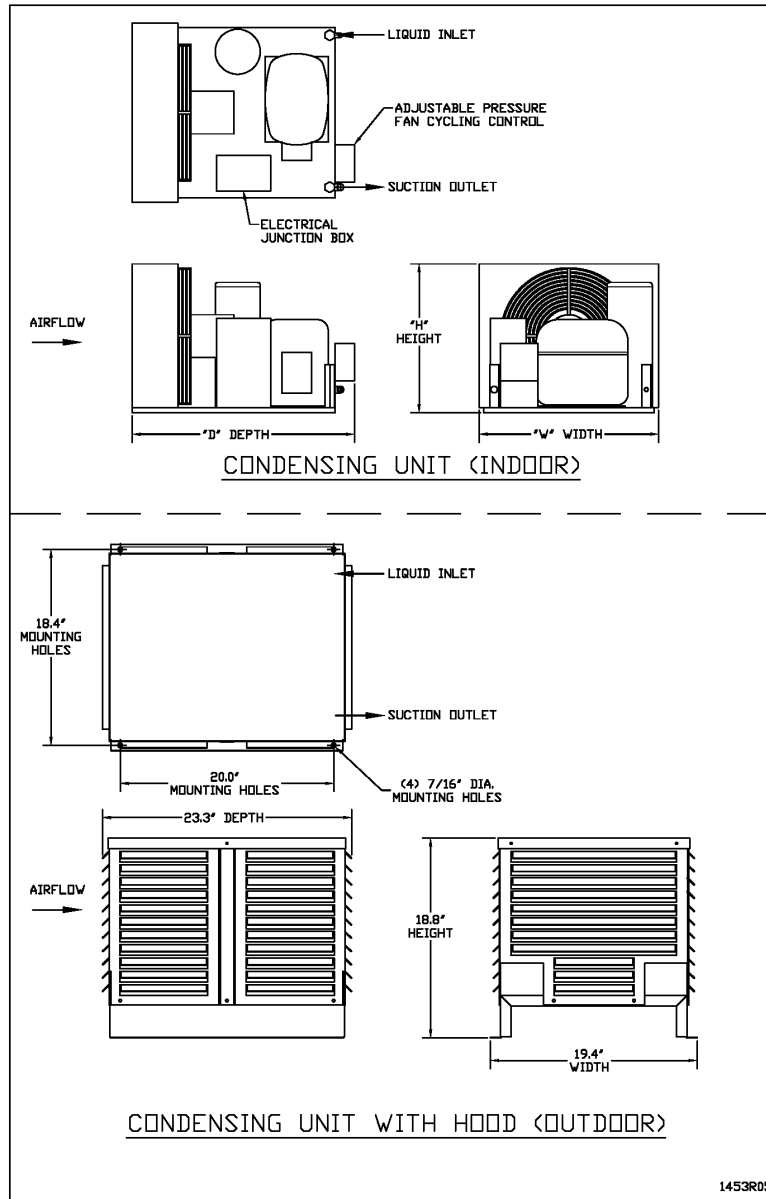 LIQUID INLET
ADJUSTABLE PRESSURE
FAN CYCLING CONTROL
SUCTION OUTLET
ELECTRICAL
JUNCTION BOX
AIRFLOW
"H"
HEIGHT
"D" DEPTH
"W" WIDTH
CONDENSING UNIT (INDOOR)
LIQUID INLET
18.4"
MOUNTING
HOLES
SUCTION OUTLET
20.0"
MOUNTING HOLES
(4) 7/16" DIA.
MOUNTING HOLES
23.3" DEPTH
AIRFLOW
18.8"
HEIGHT
19.4"
WIDTH
CONDENSING UNIT WITH HOOD (OUTDOOR)